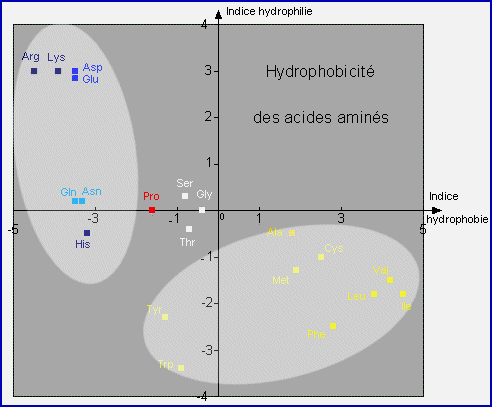 4
Indice hydrophilie
Arg
Lys
Asp
Glu
3
Hydrophobicité
2
des acides aminés
1
Gln
Asn
Pro
Ser
Gly
Indice
hydrophobie
-5
-3
-1
0
1
3
5
His
Thr
Ala
Cys
-1
Met
Val
Leu
Ile
-2
Tyr
Phe
-3
Trp
-4